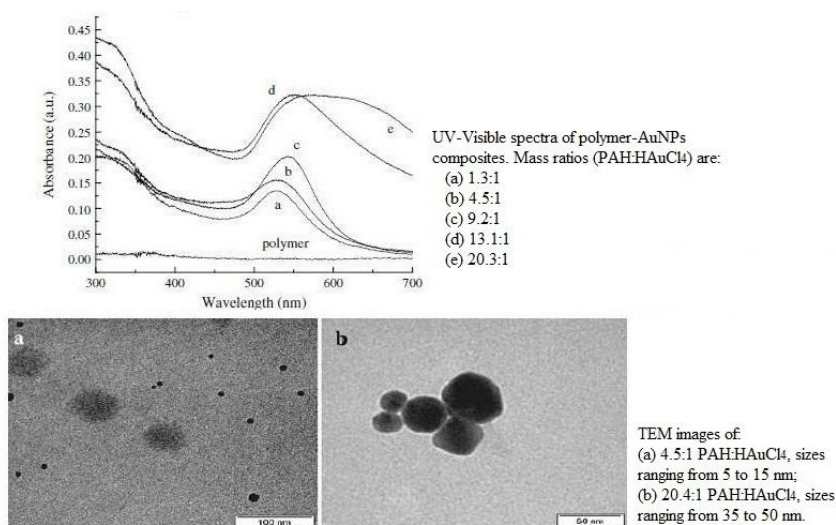 0.45
0.40
0.35
0.30
0.25
0.20
0.15
0.10
0.05
0.00
Absorbance (a.u.)
d
e
c
b
a
polymer
300
400
500
600
700
Wavelength (nm)
UV-Visible spectra of polymer-AuNPs
composites. Mass ratios (PAH:HAuCl4) are:
(a) 1.3:1
(b) 4.5:1
(c) 9.2:1
(d) 13.1:1
(e) 20.3:1
a
100 nm
b
50 nm
TEM images of:
(a) 4.5:1 PAH:HAuCl4, sizes
ranging from 5 to 15 nm;
(b) 20.4:1 PAH:HAuCl4, sizes
ranging from 35 to 50 nm.